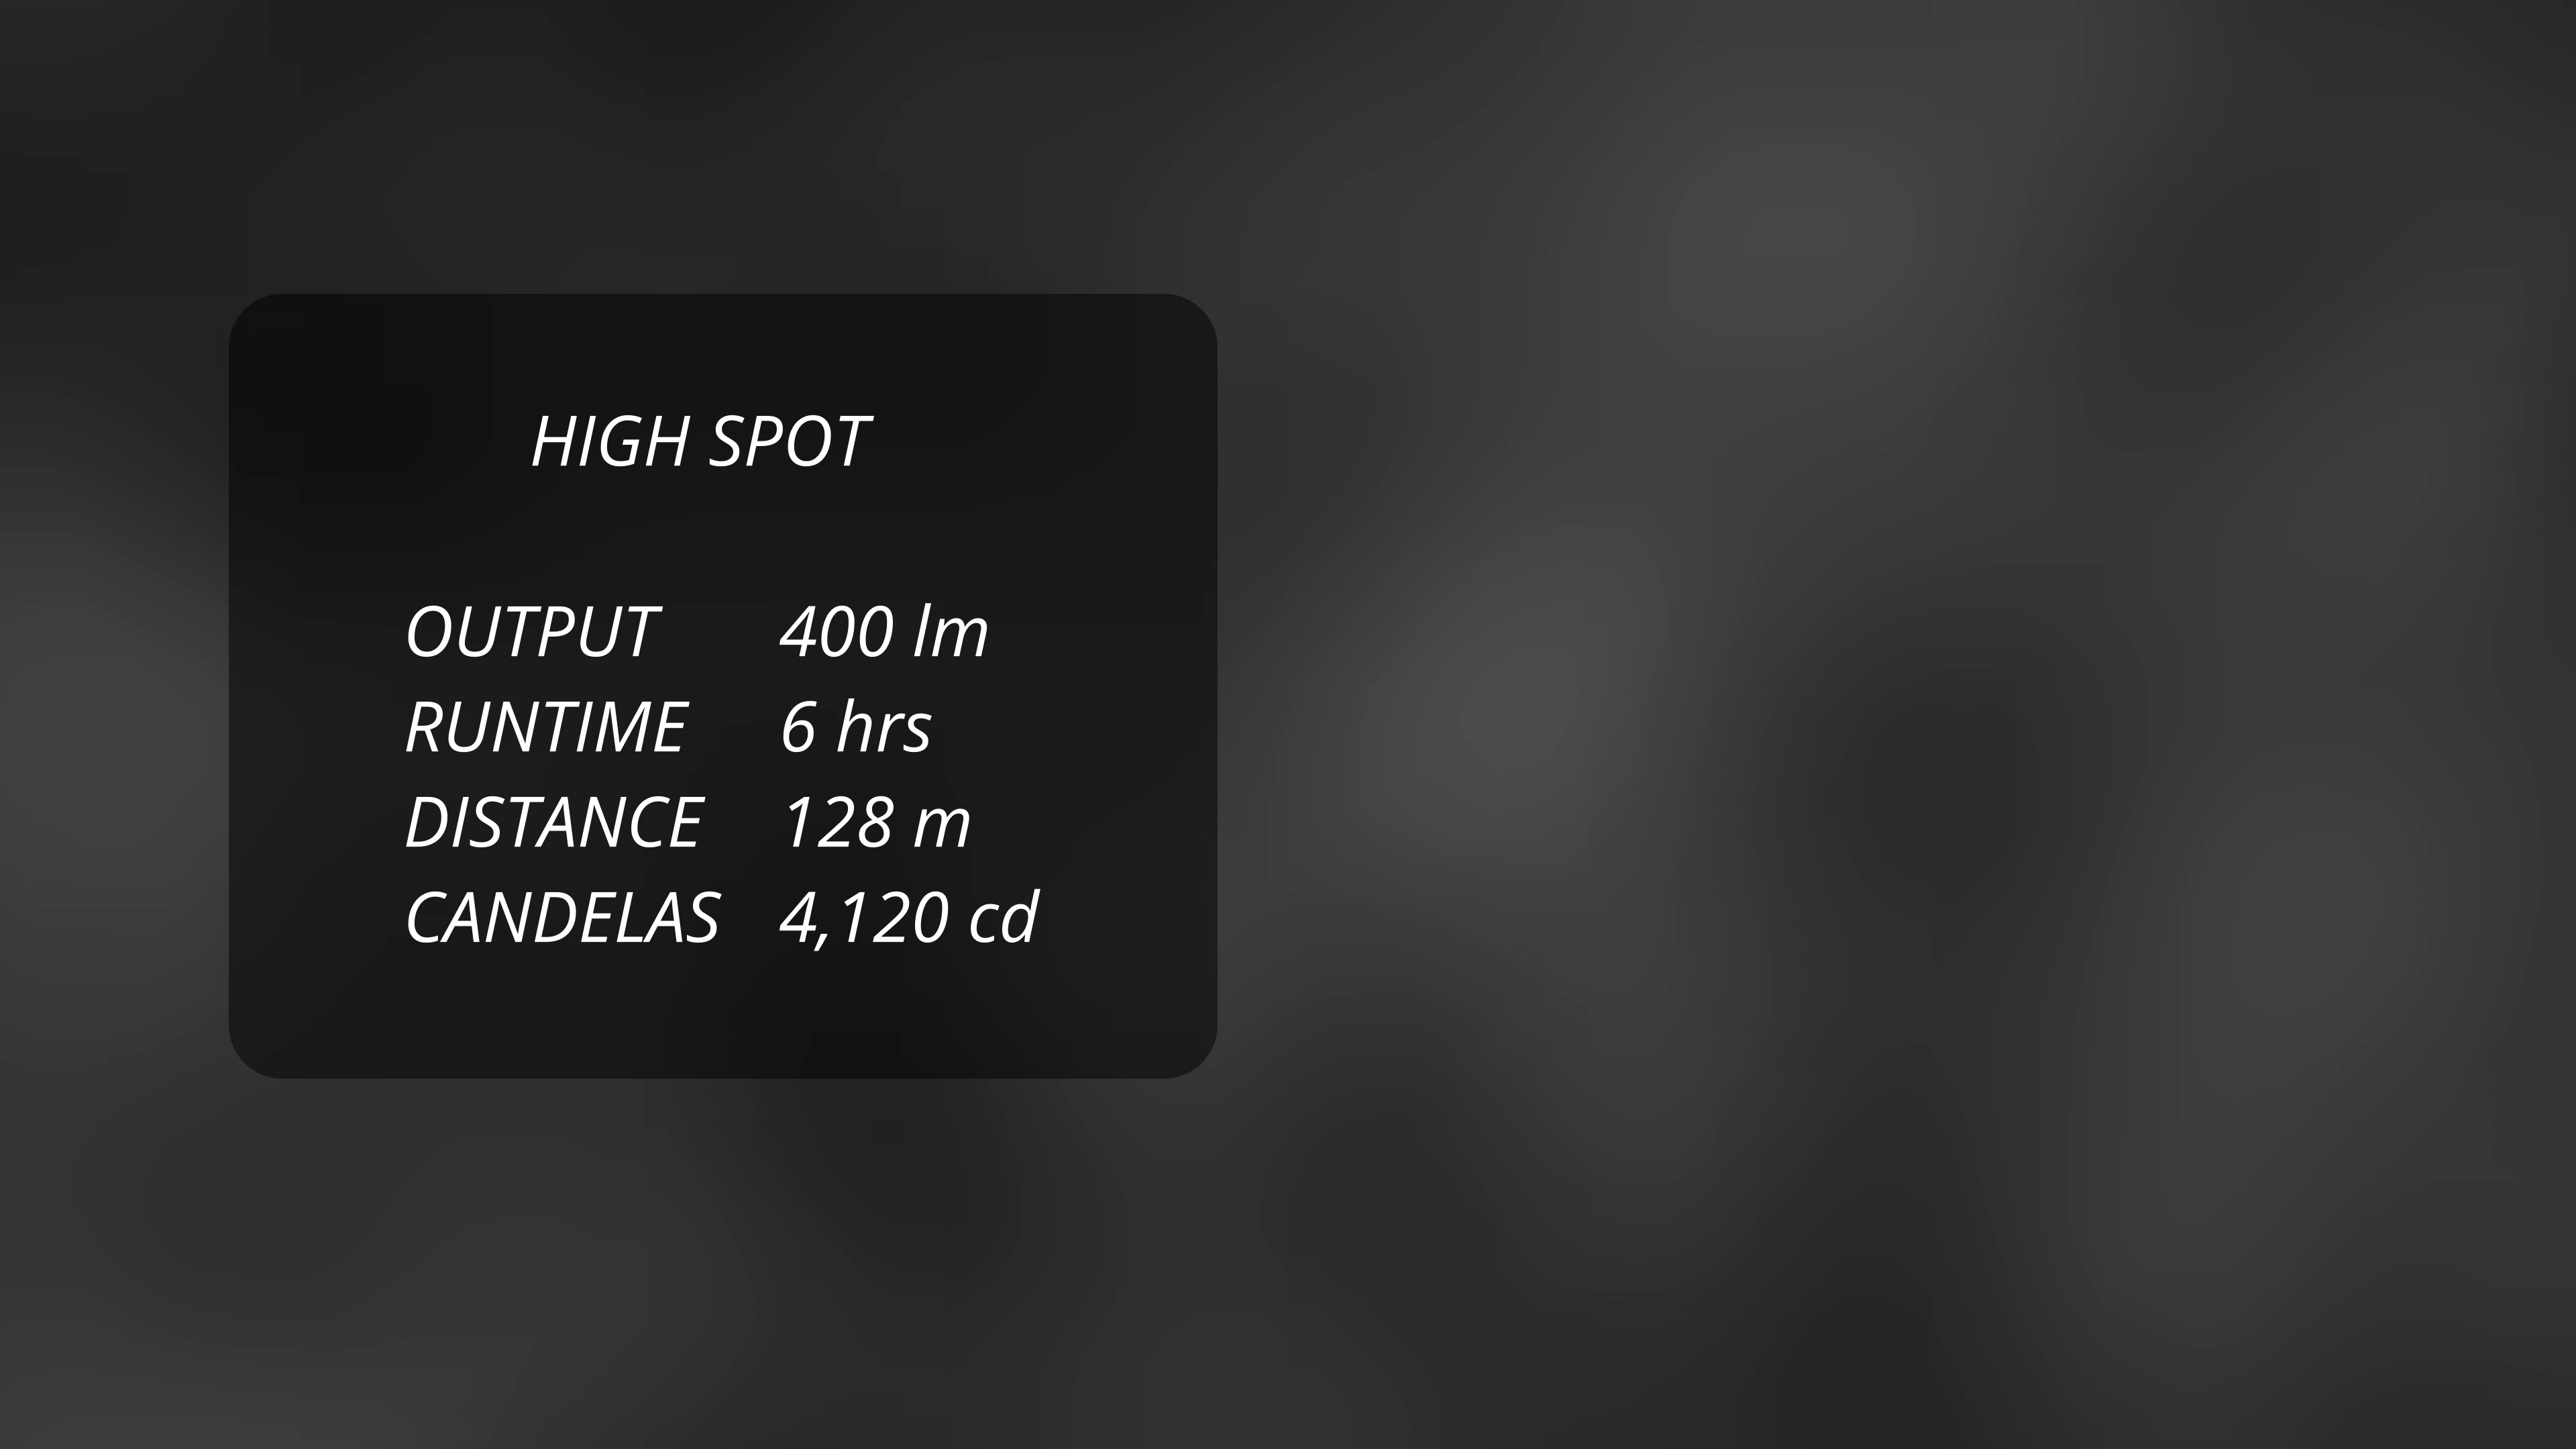 HIGH SPOT
OUTPUT 400 lm
RUNTIME 6 hrs
DISTANCE 128 m
CANDELAS 4,120 cd